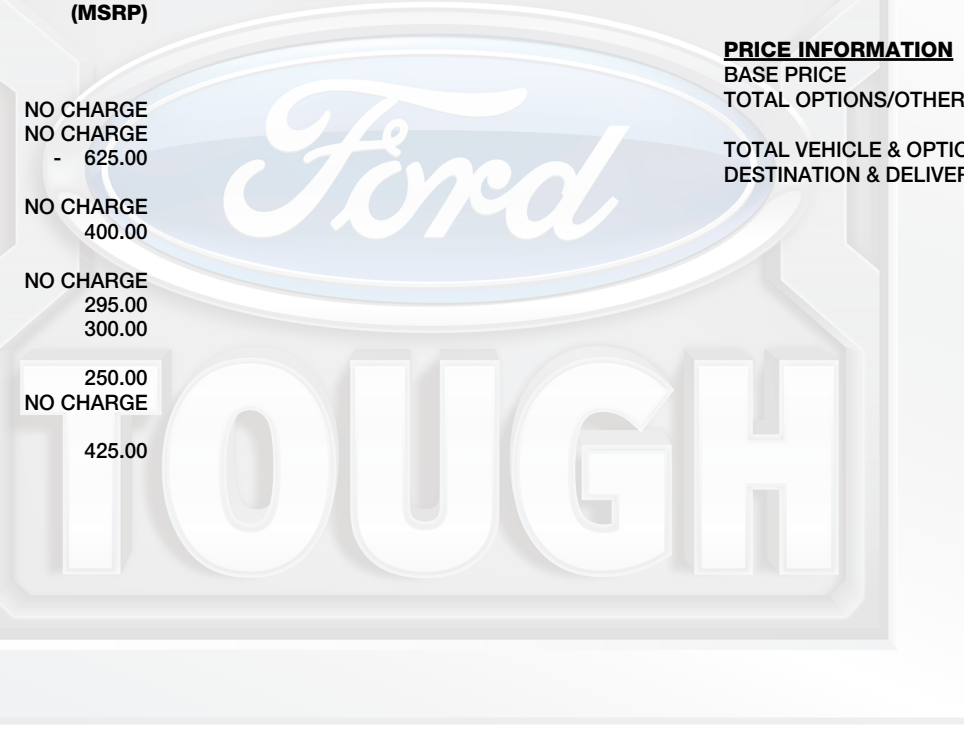 (MSRP)
NO CHARGE
NO CHARGE
- 625.00
NO CHARGE
400.00
NO CHARGE
295.00
300.00
250.00
NO CHARGE
425.00
PRICE INFORMATION
BASE PRICE
TOTAL OPTIONS/OTHER
TOTAL VEHICLE & OPTIO
DESTINATION & DELIVER
Ford
TOUGH